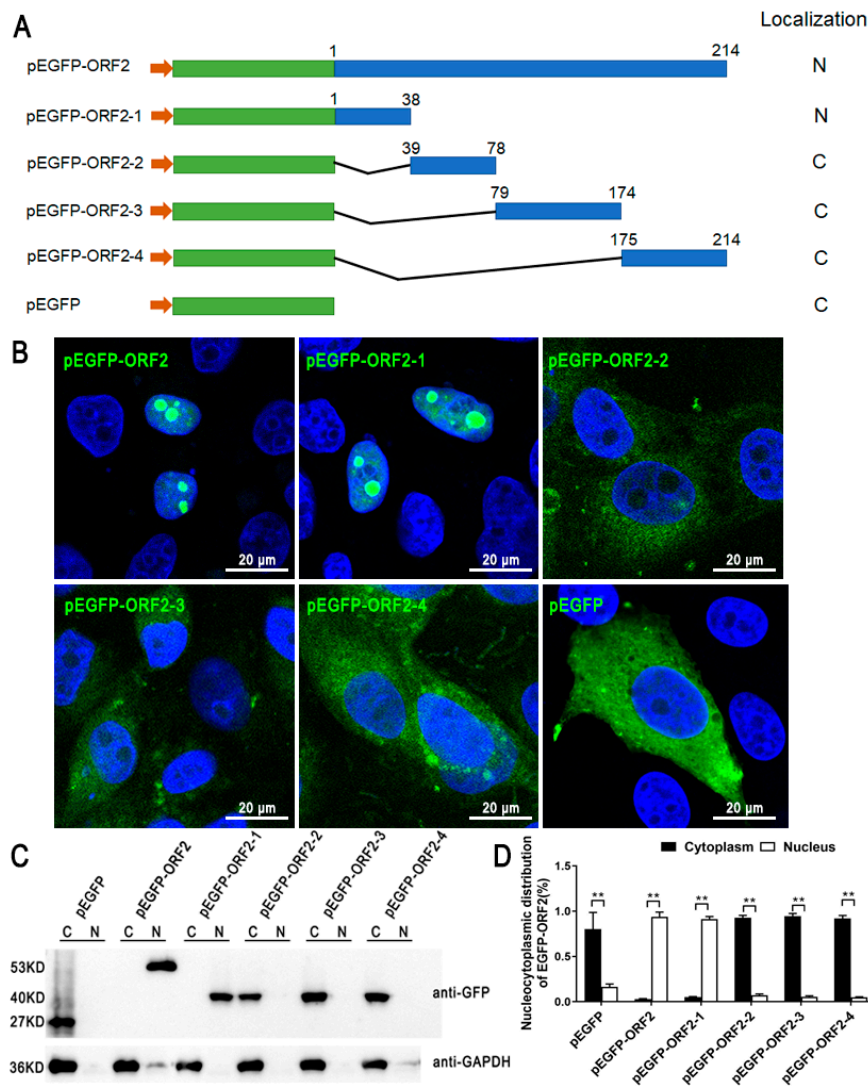 A
Localization
1 214
pEGFP-ORF2 N
1 38
pEGFP-ORF2-1 N
39 78
pEGFP-ORF2-2 C
79 174
pEGFP-ORF2-3 C
175 214
pEGFP-ORF2-4 C
pEGFP C
B
pEGFP-ORF2 pEGFP-ORF2-1 pEGFP-ORF2-2
20 µm 20 µm 20 µm
pEGFP-ORF2-3 pEGFP-ORF2-4 pEGFP
20 µm 20 µm 20 µm
C
pEGFP pEGFP-ORF2 pEGFP-ORF2-1 pEGFP-ORF2-2 pEGFP-ORF2-3 pEGFP-ORF2-4
C N C N C N C N C N C N
53KD
40KD anti-GFP
27KD
36KD anti-GAPDH
D
Cytoplasm Nucleus
Nucleocytoplasmic distribution
of EGFP-ORF2(%)
1.5
1.0
0.5
0.0
** ** ** ** ** **
pEGFP pEGFP-ORF2 pEGFP-ORF2-1 pEGFP-ORF2-2 pEGFP-ORF2-3 pEGFP-ORF2-4